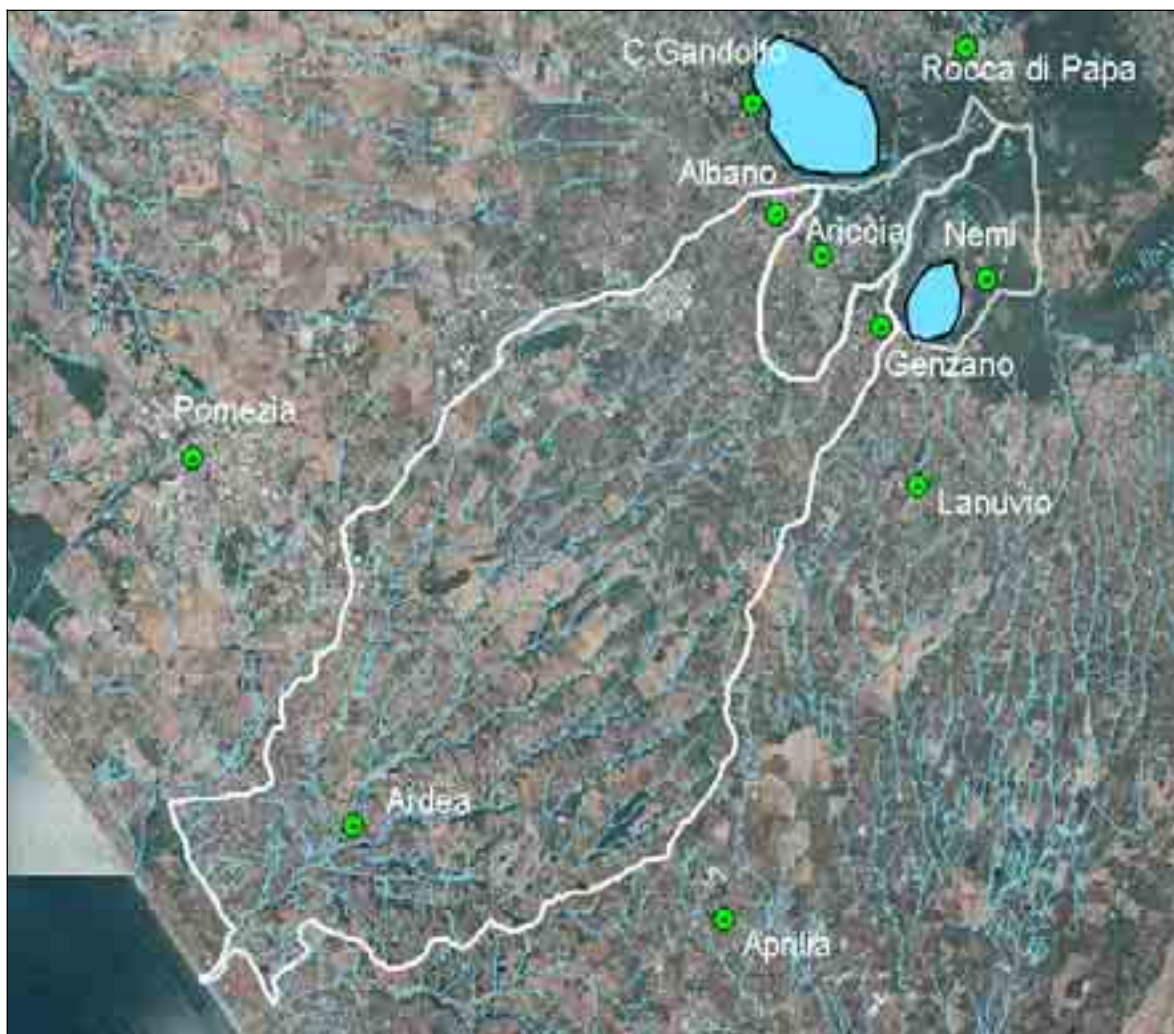 C Gandolfo
Rocca di Papa
Albano
Ariccia
Nemi
Genzano
Pomezia
Lanuvio
Ardea
Aprilia